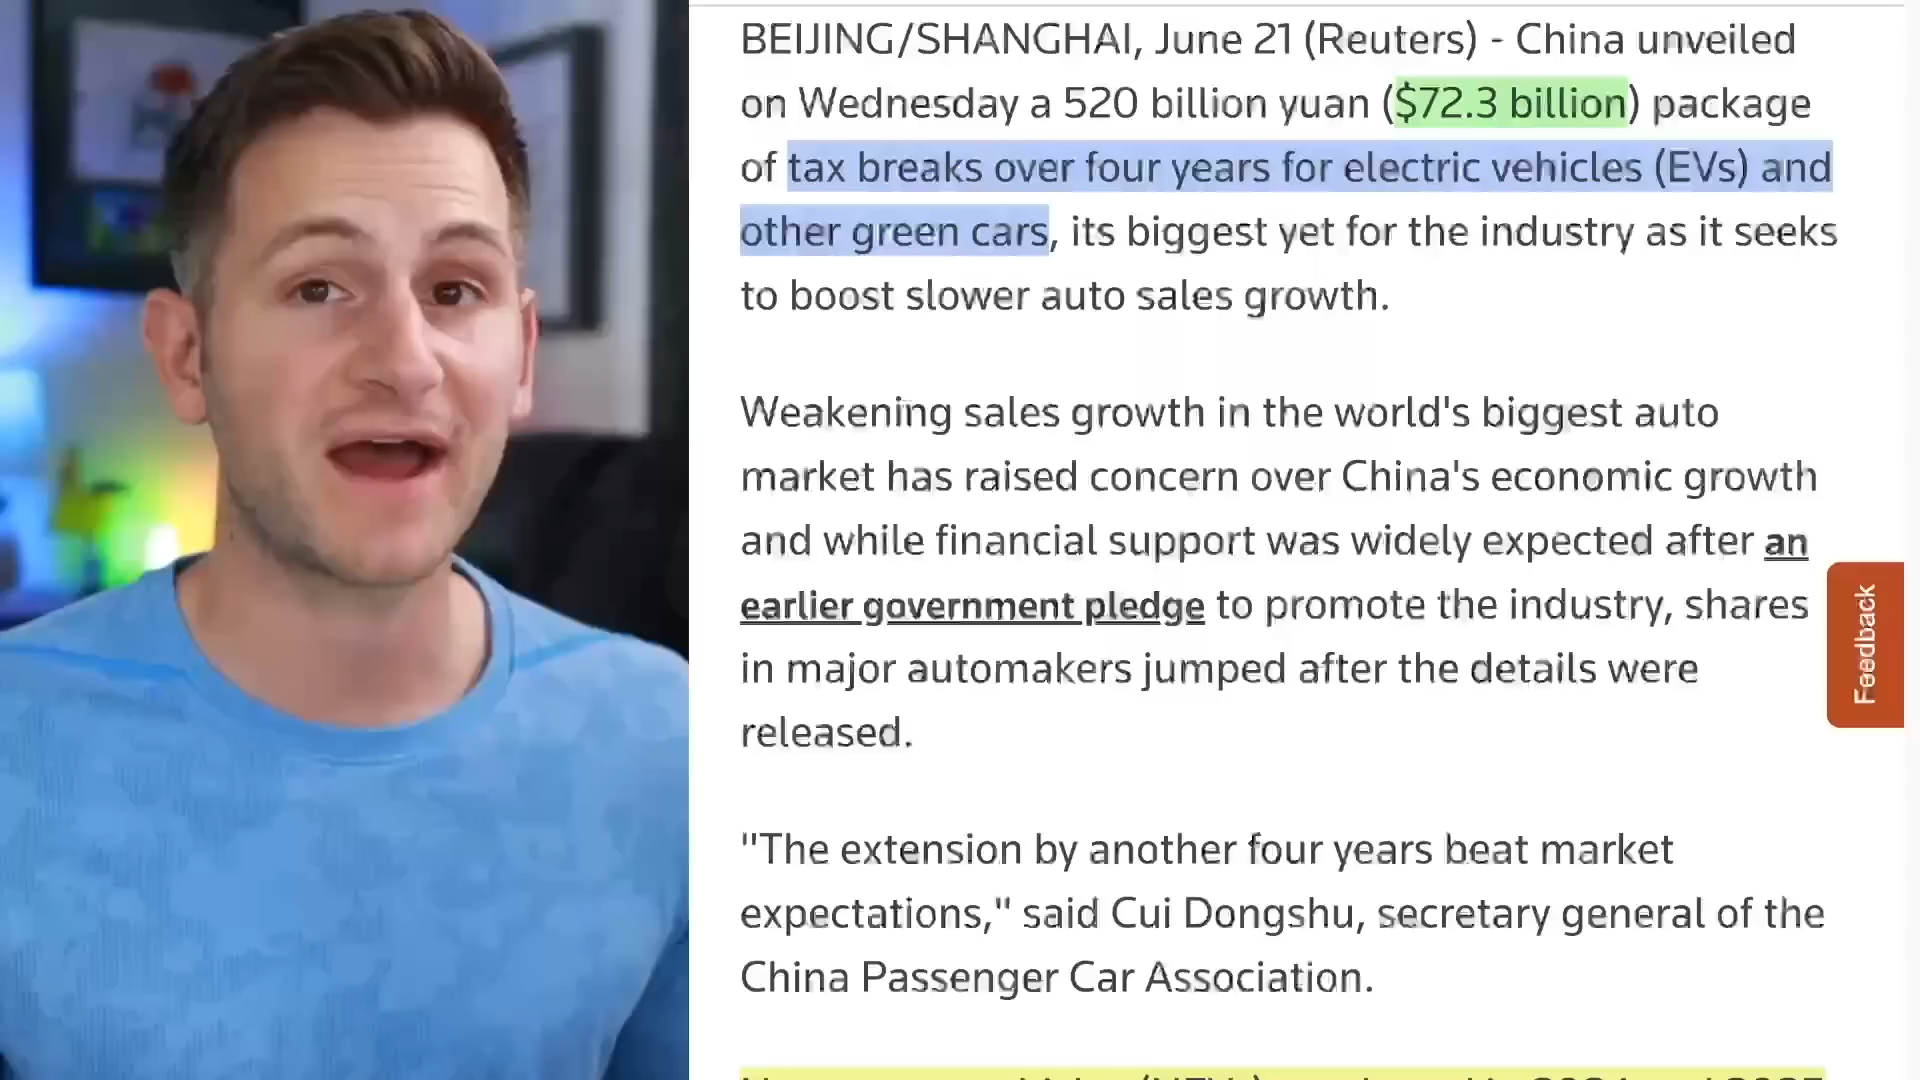 BEIJING/SHANGHAI, June 21 (Reuters) - China unveiled
on Wednesday a 520 billion yuan ($72.3 billion) package
of tax breaks over four years for electric vehicles (EVs) and
other green cars, its biggest yet for the industry as it seeks
to boost slower auto sales growth.
Weakening sales growth in the world's biggest auto
market has raised concern over China's economic growth
and while financial support was widely expected after an
earlier government pledge to promote the industry, shares
in major automakers jumped after the details were
released.
"The extension by another four years beat market
expectations," said Cui Dongshu, secretary general of the
China Passenger Car Association.
Feedback